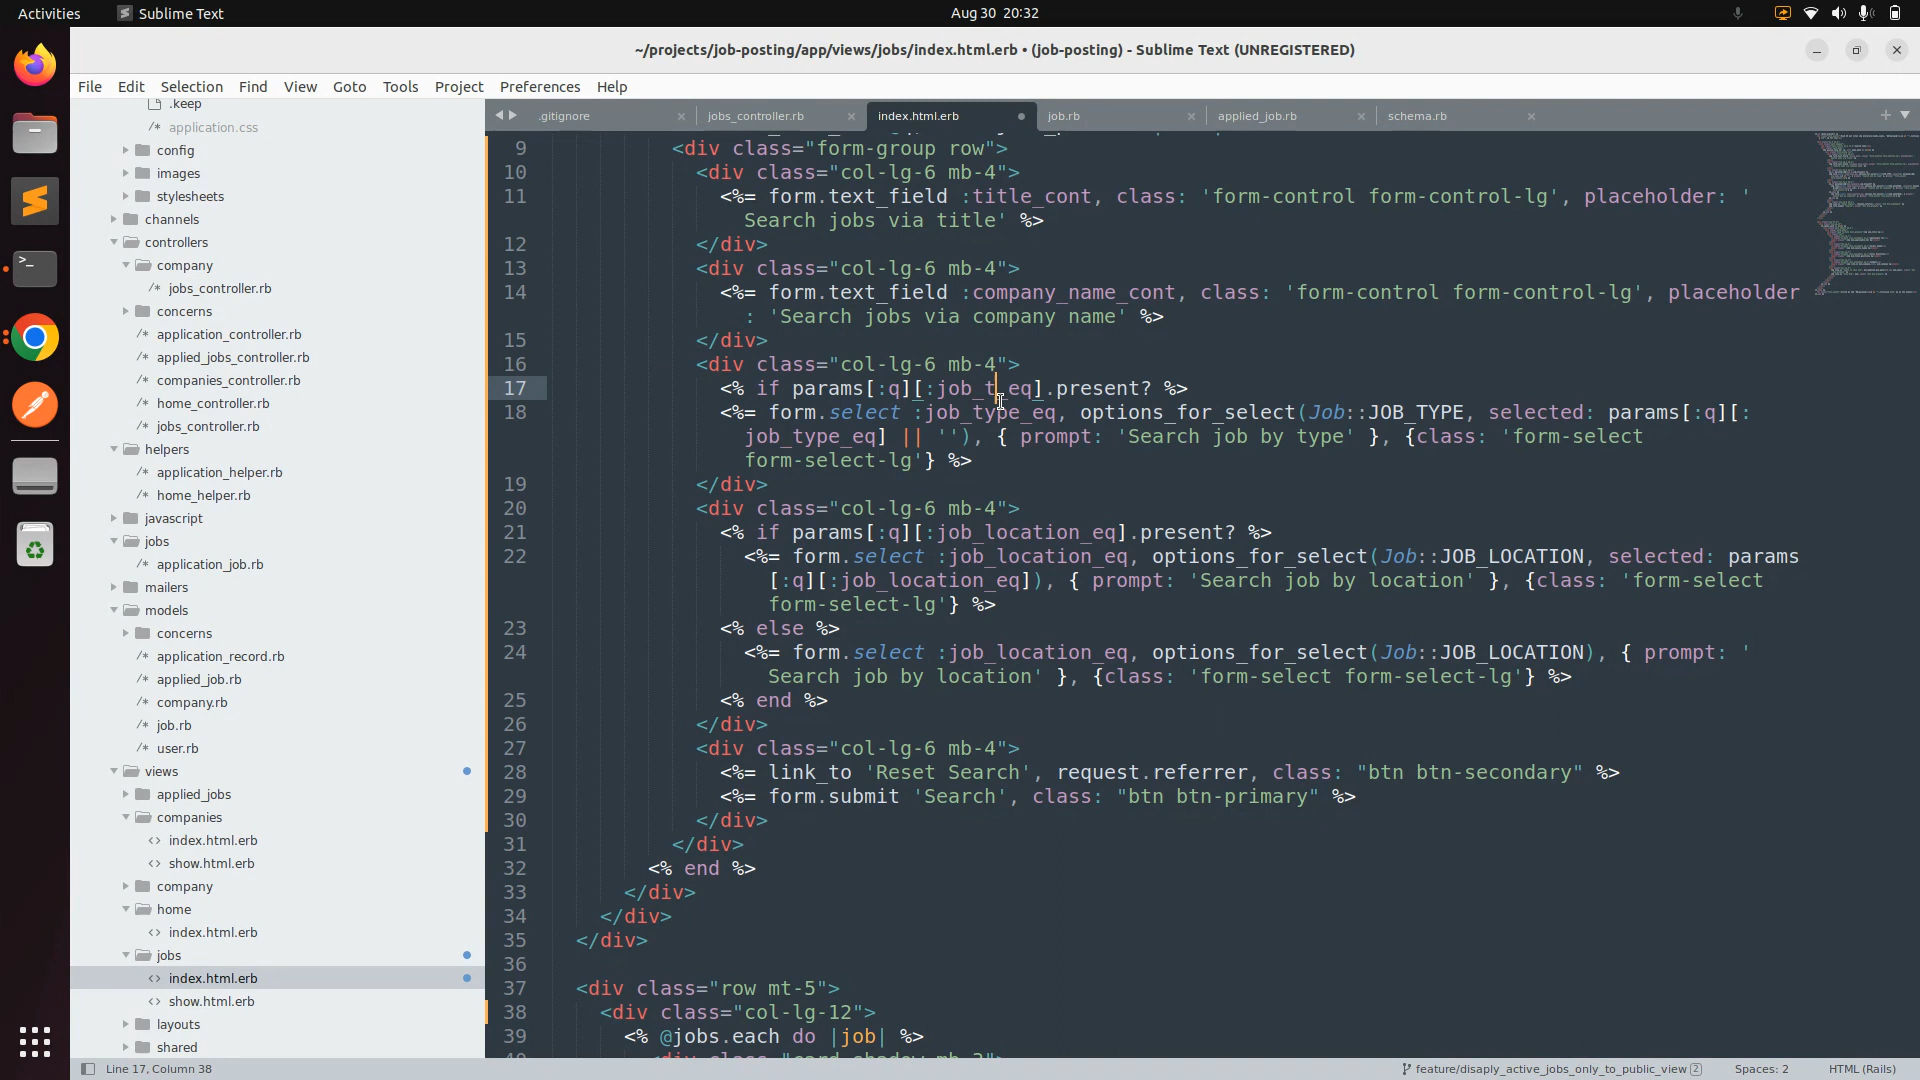 Activities
Sublime Text
Aug 30 20:32
~/projects/job-posting/app/views/jobs/index.html.erb • (job-posting) - Sublime Text (UNREGISTERED)
File Edit Selection Find View Goto Tools Project Preferences Help
.keep
/* application.css
config
images
stylesheets
channels
controllers
company
/* jobs_controller.rb
concerns
/* application_controller.rb
/* applied_jobs_controller.rb
/* companies_controller.rb
/* home_controller.rb
/* jobs_controller.rb
helpers
/* application_helper.rb
/* home_helper.rb
javascript
jobs
/* application_job.rb
mailers
models
concerns
/* application_record.rb
/* applied_job.rb
/* company.rb
/* job.rb
/* user.rb
views
applied_jobs
companies
<> index.html.erb
<> show.html.erb
company
home
<> index.html.erb
jobs
<> index.html.erb
<> show.html.erb
layouts
shared
.gitignore jobs_controller.rb index.html.erb job.rb applied_job.rb schema.rb
9 <div class="form-group row">
10 <div class="col-lg-6 mb-4">
11 <%= form.text_field :title_cont, class: 'form-control form-control-lg', placeholder: '
Search jobs via title' %>
12 </div>
13 <div class="col-lg-6 mb-4">
14 <%= form.text_field :company_name_cont, class: 'form-control form-control-lg', placeholder
: 'Search jobs via company name' %>
15 </div>
16 <div class="col-lg-6 mb-4">
17 <% if params[:q][:job_t_eq].present? %>
18 <%= form.select :job_type_eq, options_for_select(Job::JOB_TYPE, selected: params[:q][:
job_type_eq] || ''), { prompt: 'Search job by type' }, {class: 'form-select
form-select-lg'} %>
19 </div>
20 <div class="col-lg-6 mb-4">
21 <% if params[:q][:job_location_eq].present? %>
22 <%= form.select :job_location_eq, options_for_select(Job::JOB_LOCATION, selected: params
[:q][:job_location_eq]), { prompt: 'Search job by location' }, {class: 'form-select
form-select-lg'} %>
23 <% else %>
24 <%= form.select :job_location_eq, options_for_select(Job::JOB_LOCATION), { prompt: '
Search job by location' }, {class: 'form-select form-select-lg'} %>
25 <% end %>
26 </div>
27 <div class="col-lg-6 mb-4">
28 <%= link_to 'Reset Search', request.referrer, class: "btn btn-secondary" %>
29 <%= form.submit 'Search', class: "btn btn-primary" %>
30 </div>
31 </div>
32 <% end %>
33 </div>
34 </div>
35 </div>
36
37 <div class="row mt-5">
38 <div class="col-lg-12">
39 <% @jobs.each do |job| %>
Line 17, Column 38
feature/disaply_active_jobs_only_to_public_view 2
Spaces: 2
HTML (Rails)